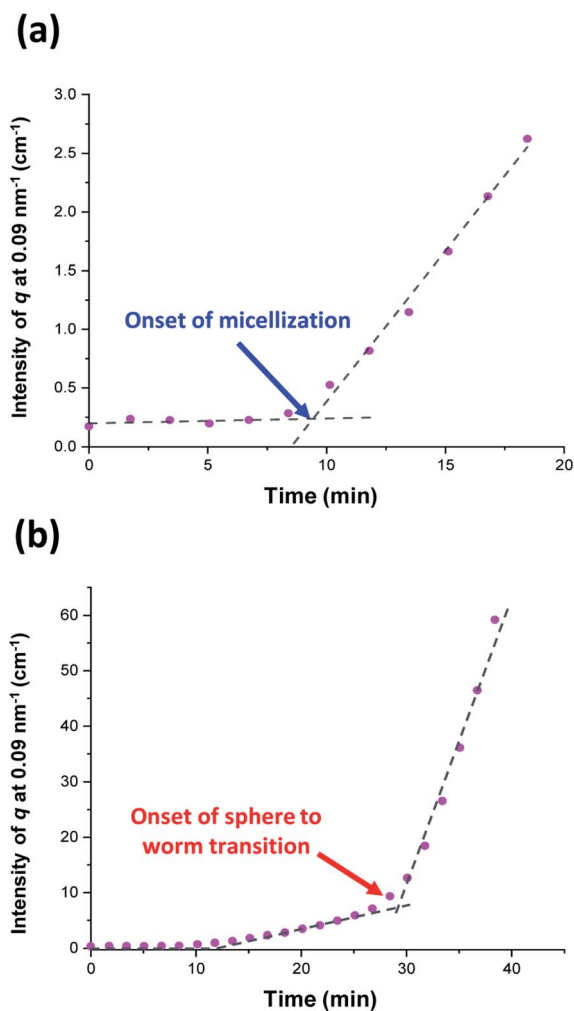 (a)
Intensity of q at 0.09 nm⁻¹ (cm⁻¹)
3.0
2.5
2.0
1.5
1.0
0.5
0.0
Onset of micellization
0
5
10
15
20
Time (min)
(b)
Intensity of q at 0.09 nm⁻¹ (cm⁻¹)
60
50
40
30
20
10
0
Onset of sphere to
worm transition
0
10
20
30
40
Time (min)